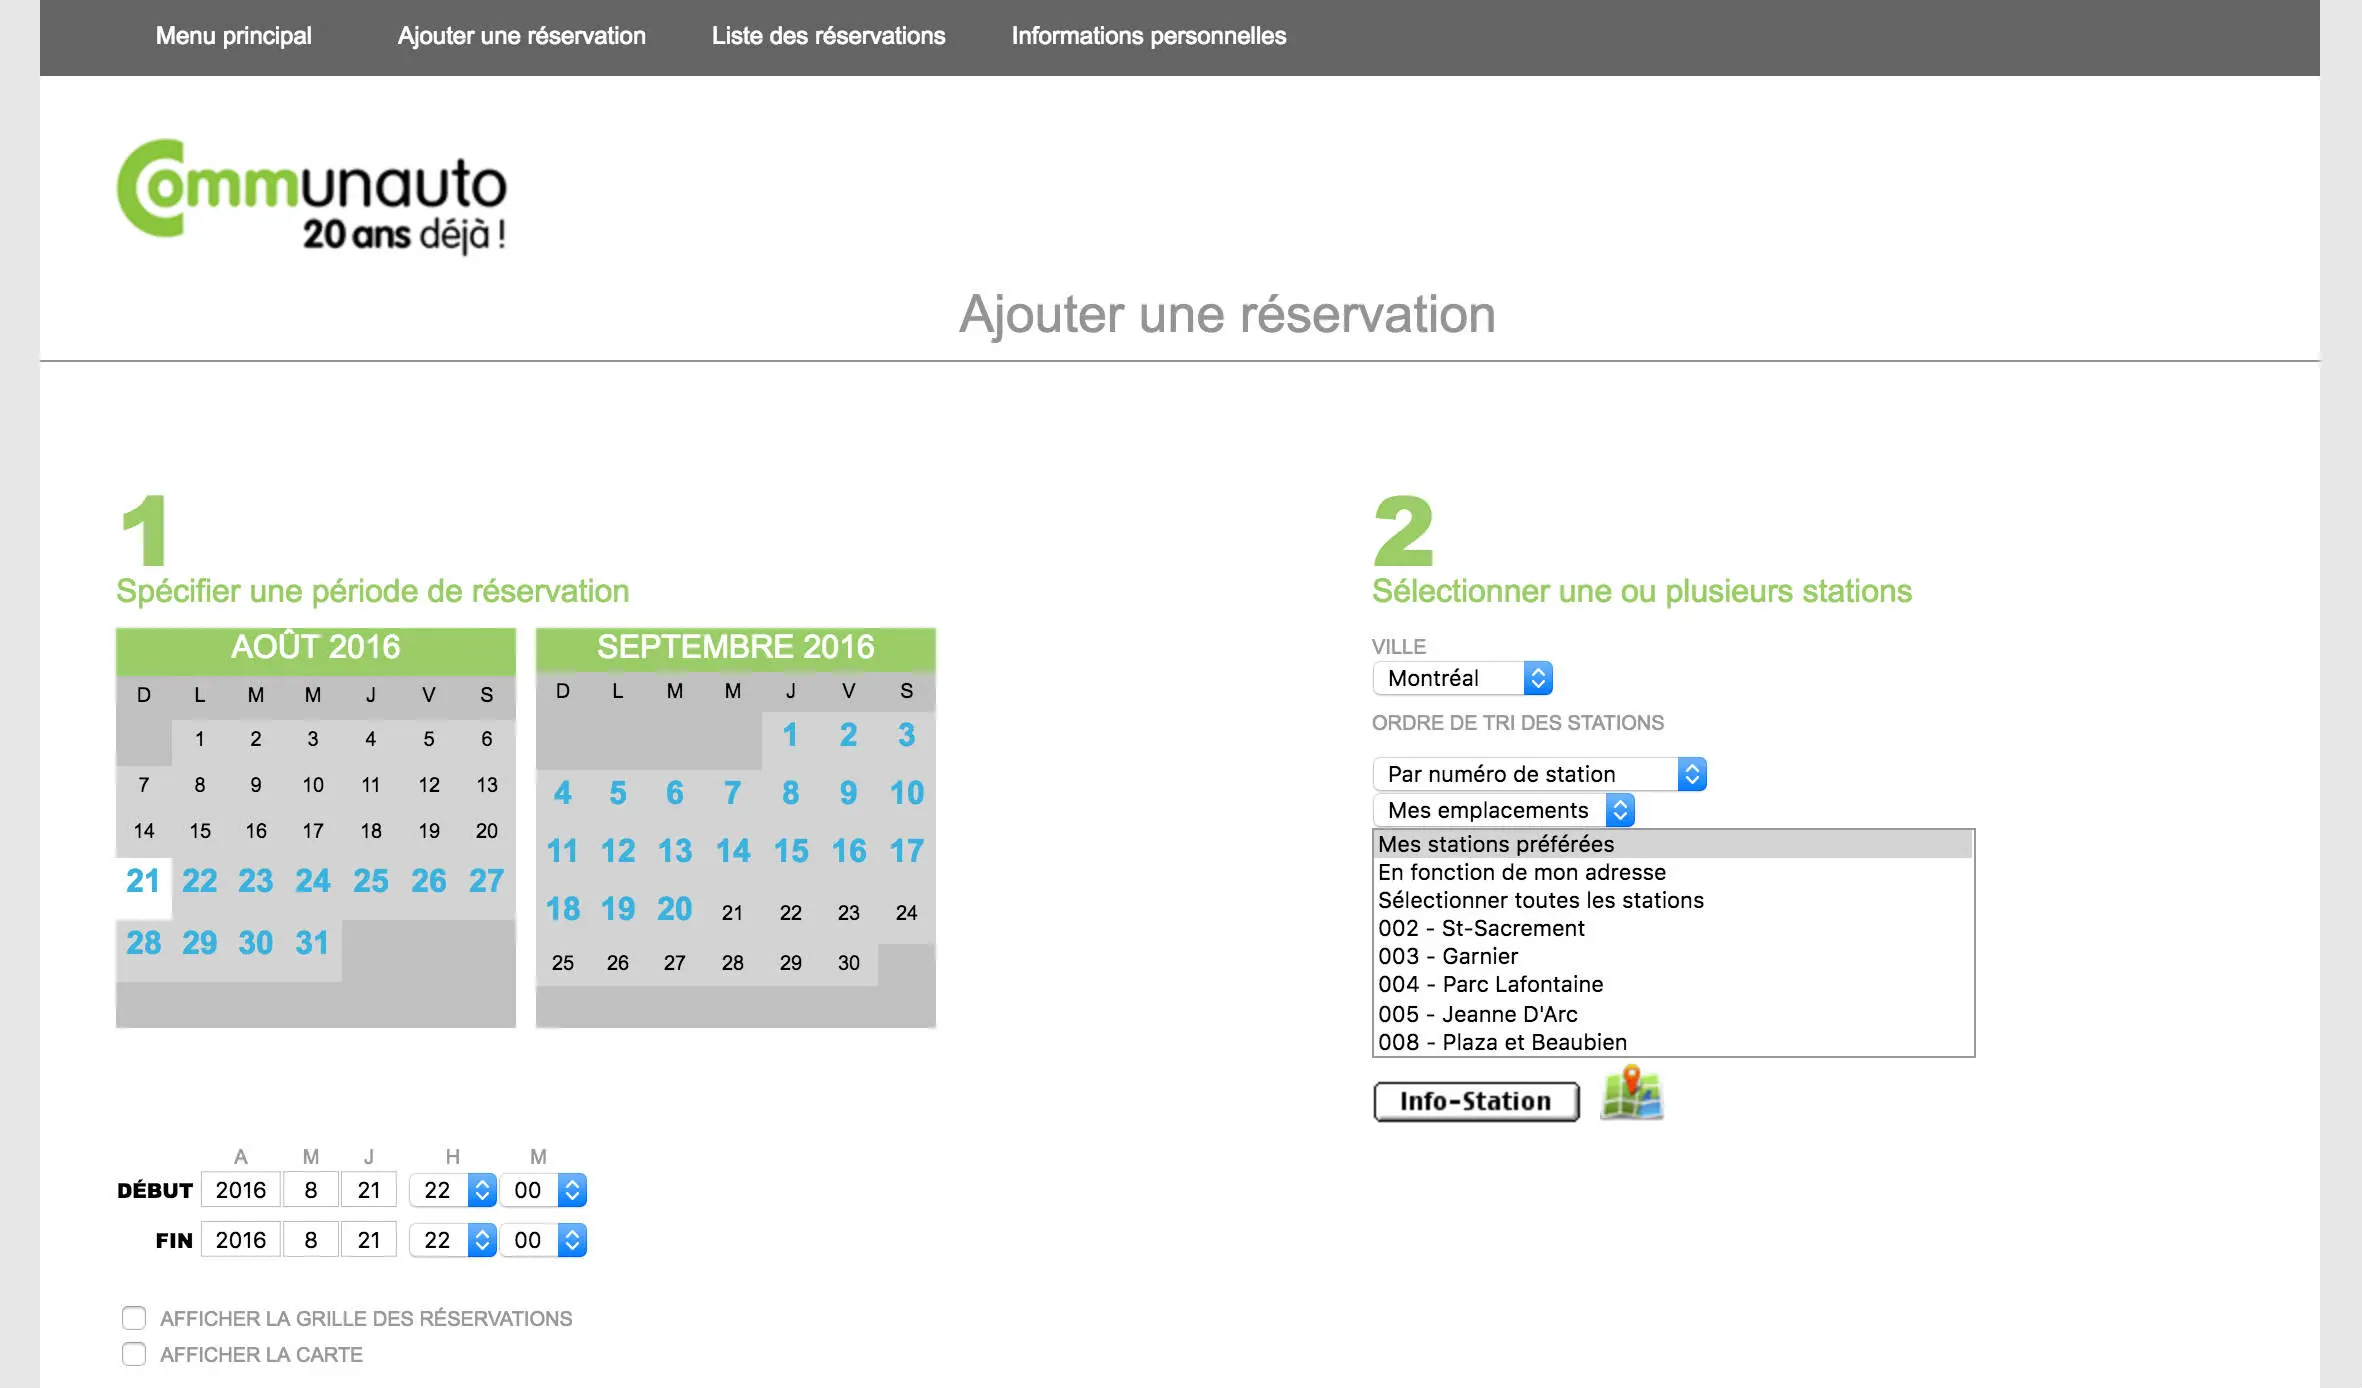 Menu principal Ajouter une réservation Liste des réservations Informations personnelles
Communauto
20 ans déjà !
Ajouter une réservation
1
Spécifier une période de réservation
AOÛT 2016
D L M M J V S
1 2 3 4 5 6
7 8 9 10 11 12 13
14 15 16 17 18 19 20
21 22 23 24 25 26 27
28 29 30 31
SEPTEMBRE 2016
D L M M J V S
1 2 3
4 5 6 7 8 9 10
11 12 13 14 15 16 17
18 19 20 21 22 23 24
25 26 27 28 29 30
A M J H M
DÉBUT 2016 8 21 22 00
FIN 2016 8 21 22 00
AFFICHER LA GRILLE DES RÉSERVATIONS
AFFICHER LA CARTE
2
Sélectionner une ou plusieurs stations
VILLE
Montréal
ORDRE DE TRI DES STATIONS
Par numéro de station
Mes emplacements
Mes stations préférées
En fonction de mon adresse
Sélectionner toutes les stations
002 - St-Sacrement
003 - Garnier
004 - Parc Lafontaine
005 - Jeanne D'Arc
008 - Plaza et Beaubien
Info-Station